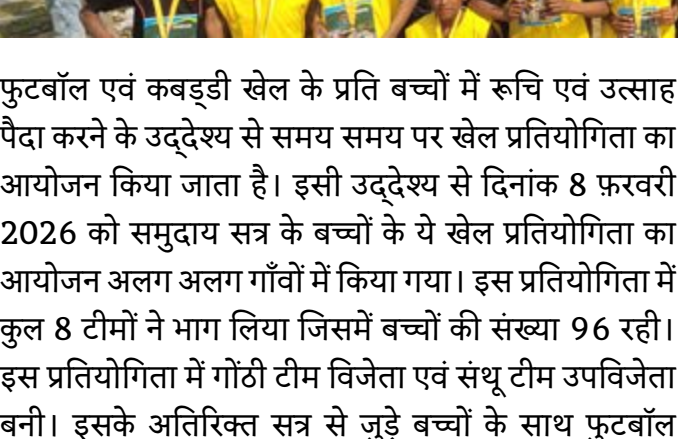 फुटबॉल एवं कबड्डी खेल के प्रति बच्चों में रूचि एवं उत्साह
पैदा करने के उद्देश्य से समय समय पर खेल प्रतियोगिता का
आयोजन किया जाता है। इसी उद्देश्य से दिनांक 8 फ़रवरी
2026 को समुदाय सत्र के बच्चों के ये खेल प्रतियोगिता का
आयोजन अलग अलग गाँवों में किया गया। इस प्रतियोगिता में
कुल 8 टीमों ने भाग लिया जिसमें बच्चों की संख्या 96 रही।
इस प्रतियोगिता में गोंठी टीम विजेता एवं संथू टीम उपविजेता
बनी। इसके अतिरिक्त सत्र से जुड़े बच्चों के साथ फुटबॉल